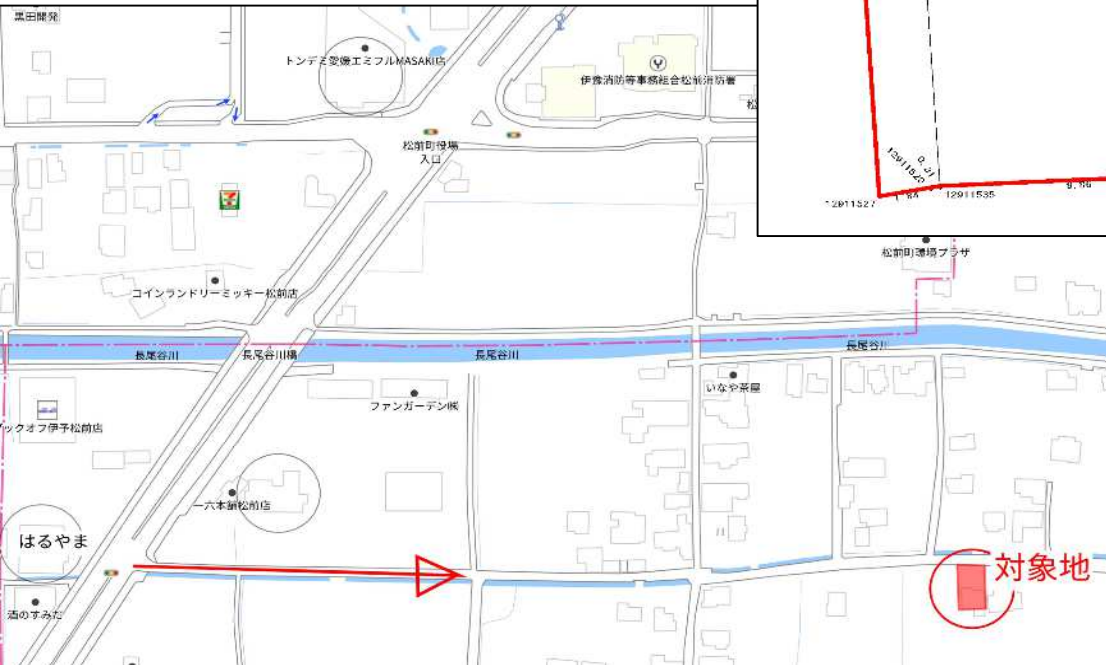 黒田開発
トンデミ愛媛エミフルMASAKI店
伊豫消防等事務組合松前消防署
松
松前町役場
入口
12911527
12911535
松前町環境プラザ
コインランドリーミッキー松前店
長尾谷川
長尾谷川橋
長尾谷川
長尾谷川
いなや茶屋
ファンガーデン㈱
ックオフ伊予松前店
一六本舗松前店
はるやま
対象地
酒のすみだ